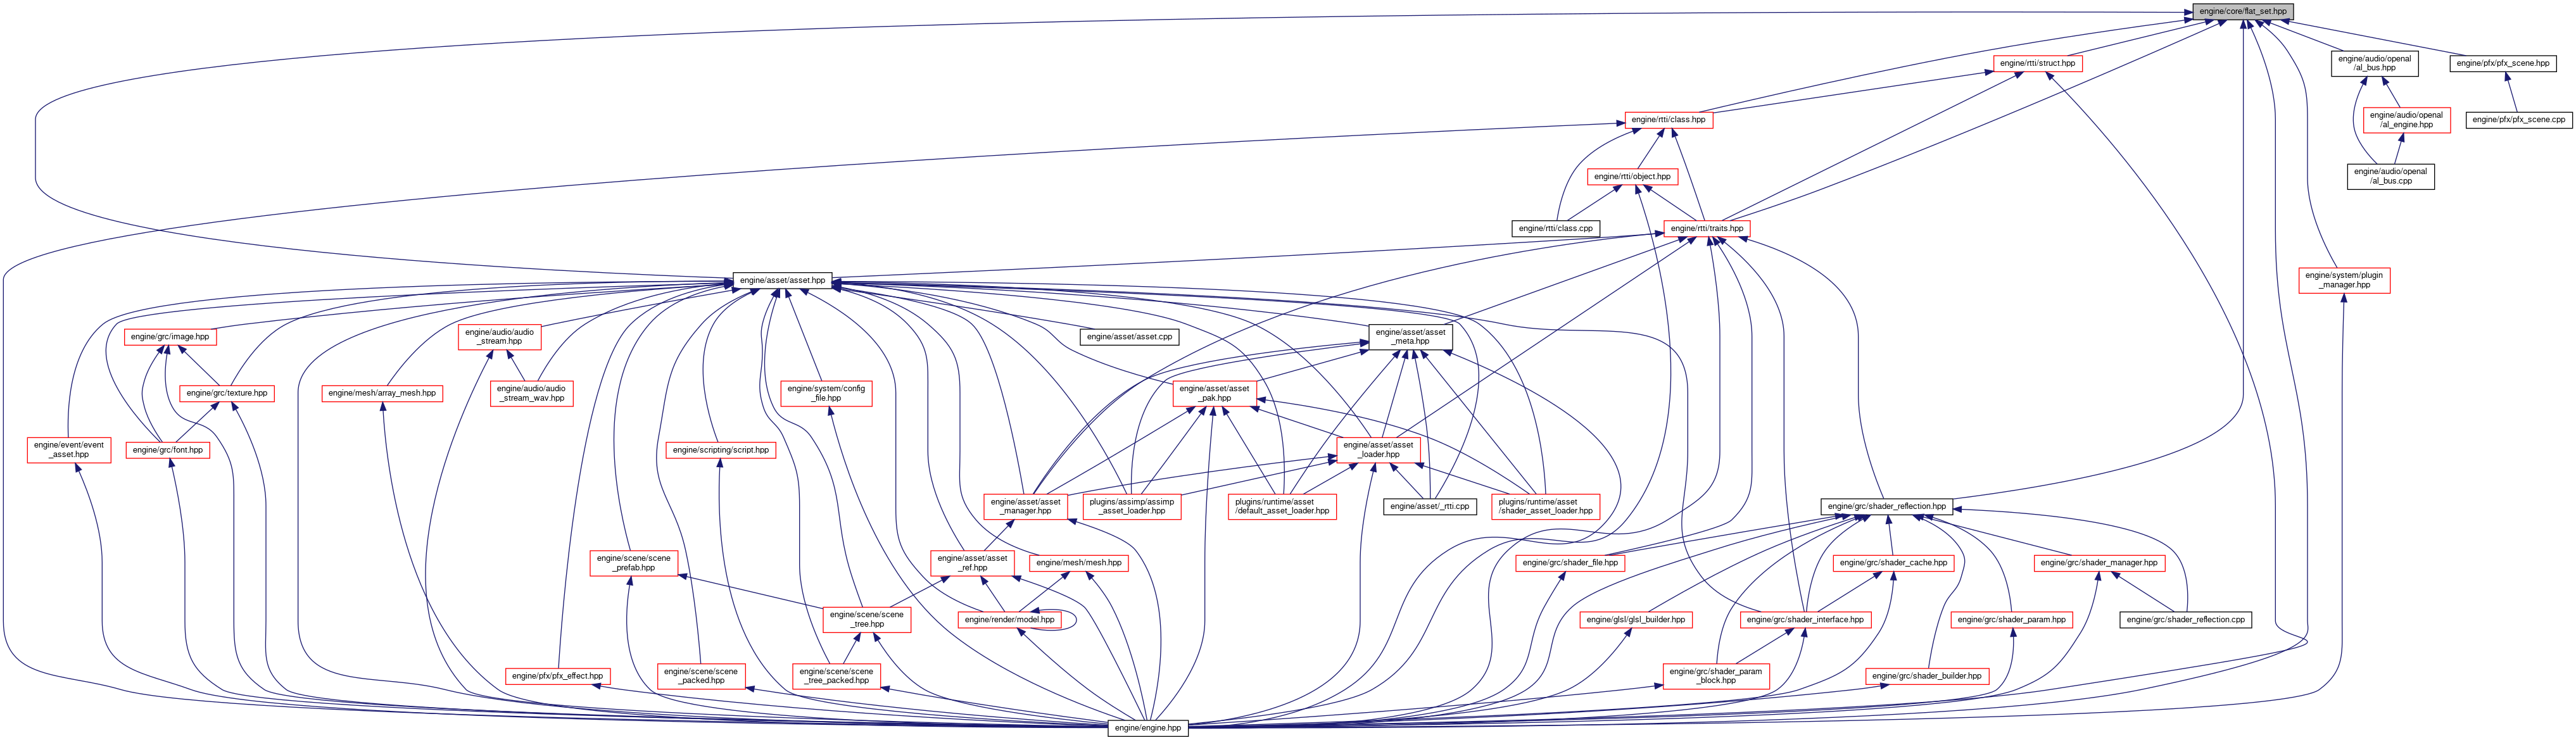 engine/core/flat_set.hpp
engine/rtti/struct.hpp
engine/audio/openal
/al_bus.hpp
engine/pfx/pfx_scene.hpp
engine/rtti/class.hpp
engine/audio/openal
/al_engine.hpp
engine/pfx/pfx_scene.cpp
engine/rtti/object.hpp
engine/audio/openal
/al_bus.cpp
engine/rtti/class.cpp
engine/rtti/traits.hpp
engine/asset/asset.hpp
engine/system/plugin
_manager.hpp
engine/grc/image.hpp
engine/audio/audio
_stream.hpp
engine/asset/asset.cpp
engine/asset/asset
_meta.hpp
engine/grc/texture.hpp
engine/mesh/array_mesh.hpp
engine/audio/audio
_stream_wav.hpp
engine/system/config
_file.hpp
engine/asset/asset
_pak.hpp
engine/event/event
_asset.hpp
engine/grc/font.hpp
engine/scripting/script.hpp
engine/asset/asset
_loader.hpp
engine/asset/asset
_manager.hpp
plugins/assimp/assimp
_asset_loader.hpp
plugins/runtime/asset
/default_asset_loader.hpp
engine/asset/_rtti.cpp
plugins/runtime/asset
/shader_asset_loader.hpp
engine/grc/shader_reflection.hpp
engine/scene/scene
_prefab.hpp
engine/asset/asset
_ref.hpp
engine/mesh/mesh.hpp
engine/grc/shader_file.hpp
engine/grc/shader_cache.hpp
engine/grc/shader_manager.hpp
engine/scene/scene
_tree.hpp
engine/render/model.hpp
engine/glsl/glsl_builder.hpp
engine/grc/shader_interface.hpp
engine/grc/shader_param.hpp
engine/grc/shader_reflection.cpp
engine/pfx/pfx_effect.hpp
engine/scene/scene
_packed.hpp
engine/scene/scene
_tree_packed.hpp
engine/grc/shader_param
_block.hpp
engine/grc/shader_builder.hpp
engine/engine.hpp